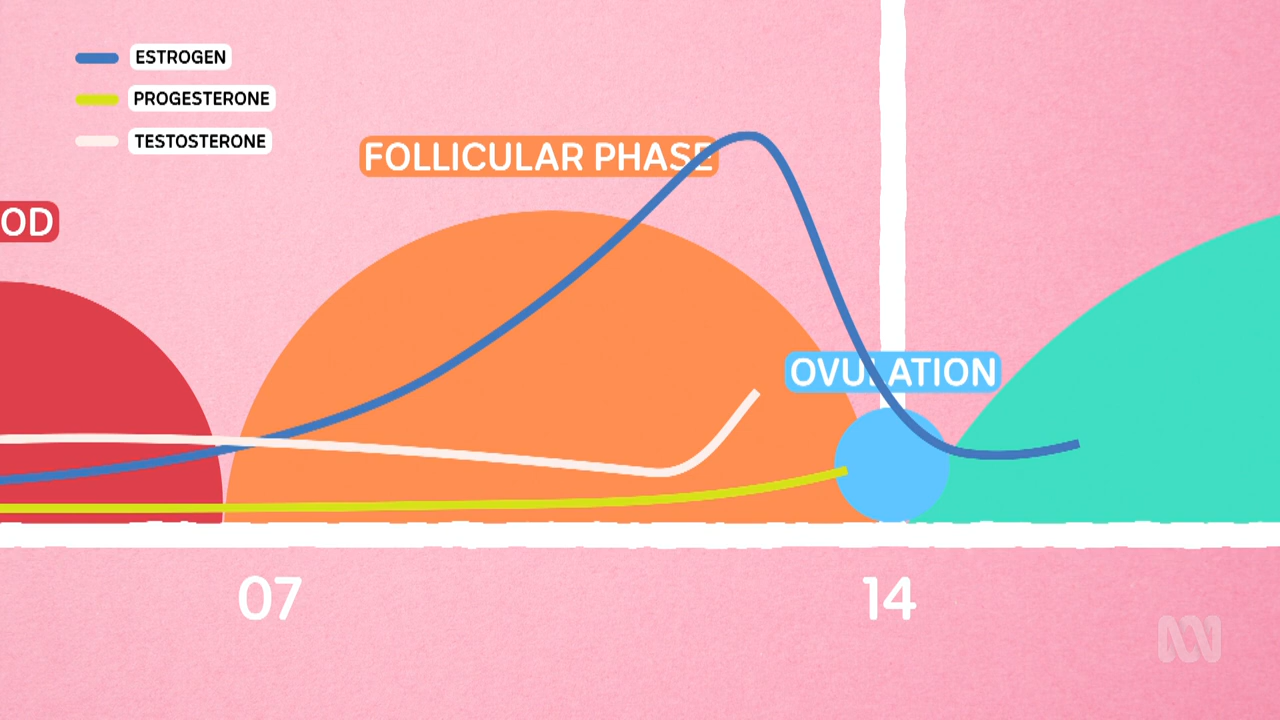 ESTROGEN
PROGESTERONE
TESTOSTERONE
FOLLICULAR PHASE
OD
OVULATION
07
14